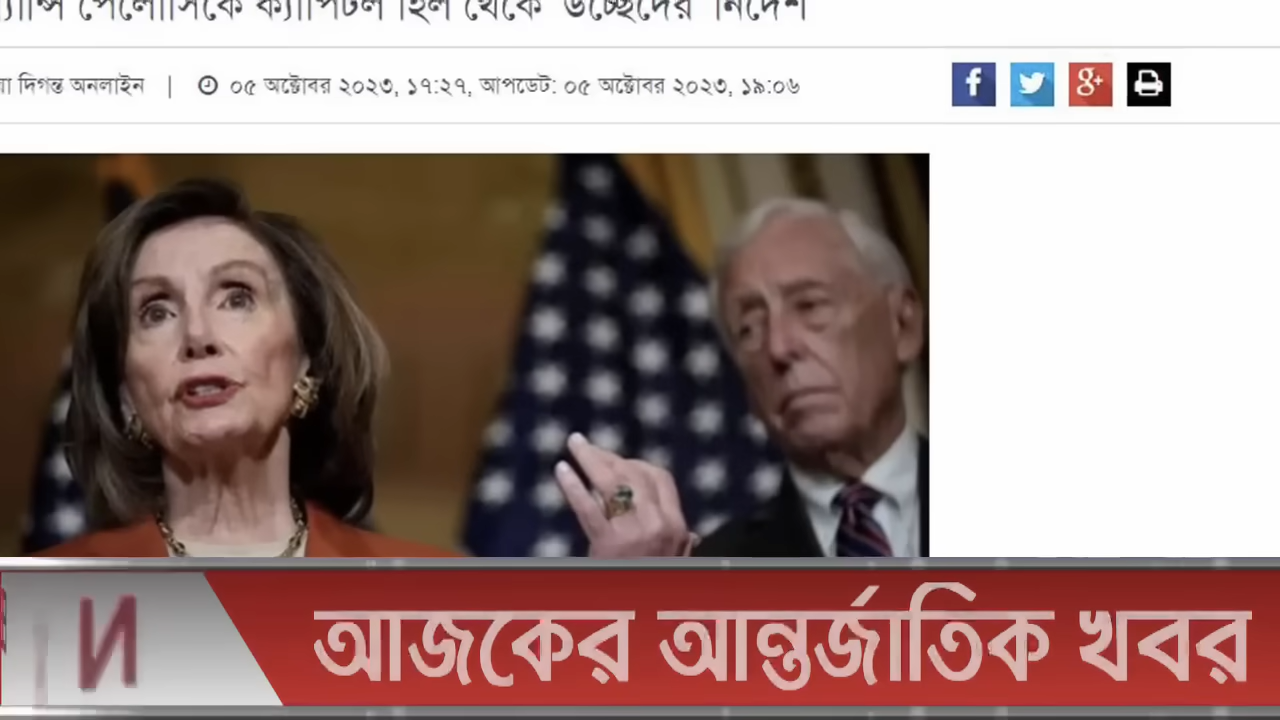 পেলোসিকে ক্যাপিটল হিল থেকে 'উচ্ছেদের' নির্দেশ
দিগন্ত অনলাইন | ০৫ অক্টোবর ২০২৩, ১৭:২৭, আপডেট: ০৫ অক্টোবর ২০২৩, ১৯:০৬
আজকের আন্তর্জাতিক খবর